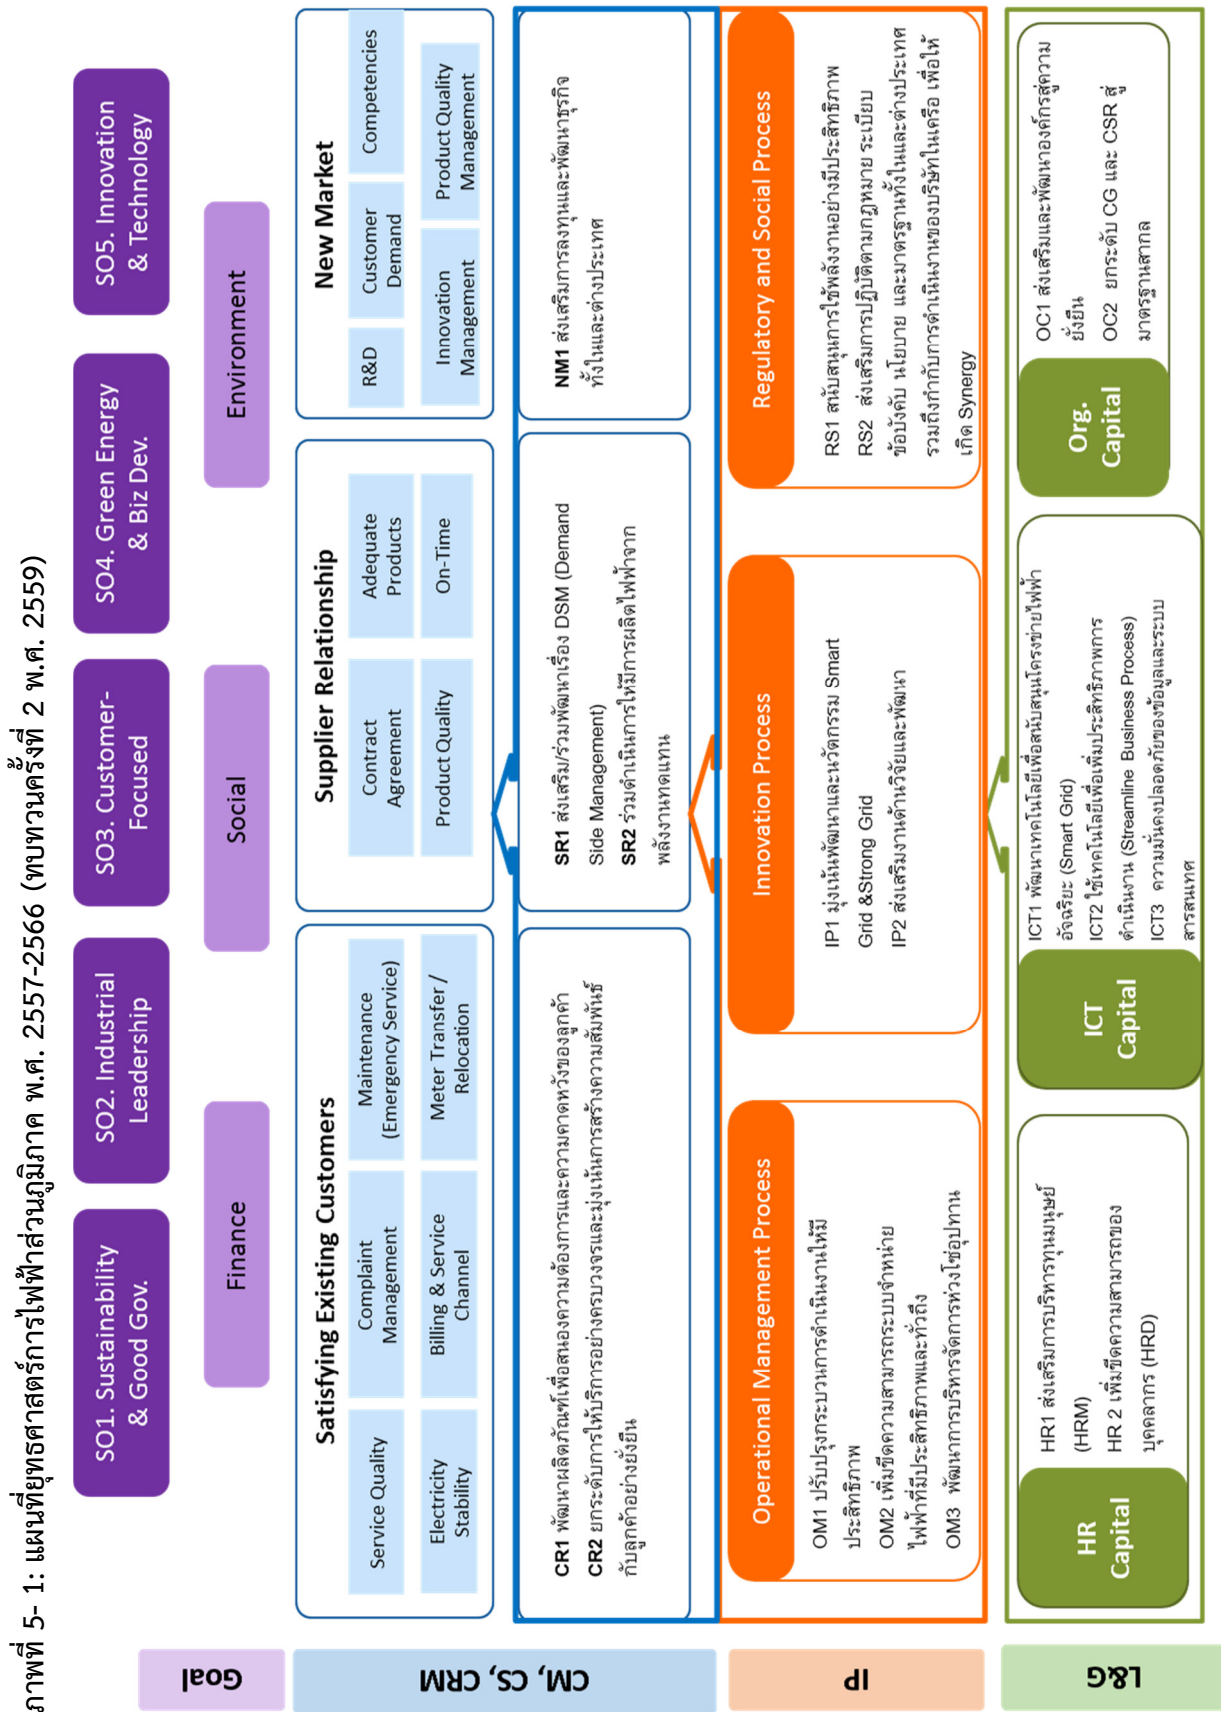 ภาพที่ 5- 1: แผนที่ยุทธศาสตร์การไฟฟ้าส่วนภูมิภาค พ.ศ. 2557-2566 (ทบทวนครั้งที่ 2 พ.ศ. 2559)
Goal
SO1. Sustainability
& Good Gov.
SO2. Industrial
Leadership
SO3. Customer-
Focused
SO4. Green Energy
& Biz Dev.
SO5. Innovation
& Technology
Finance
Social
Environment
CM, CS, CRM
Satisfying Existing Customers
Service Quality
Complaint
Management
Maintenance
(Emergency Service)
Electricity
Stability
Billing & Service
Channel
Meter Transfer /
Relocation
Supplier Relationship
Contract
Agreement
Adequate
Products
Product Quality
On-Time
New Market
R&D
Customer
Demand
Competencies
Innovation
Management
Product Quality
Management
CR1 พัฒนาผลิตภัณฑ์เพื่อสนองความต้องการและความคาดหวังของลูกค้า
CR2 ยกระดับการให้บริการอย่างครบวงจรและมุ่งเน้นการสร้างความสัมพันธ์
กับลูกค้าอย่างยั่งยืน
SR1 ส่งเสริม/ร่วมพัฒนาเรื่อง DSM (Demand
Side Management)
SR2 ร่วมดำเนินการให้มีการผลิตไฟฟ้าจาก
พลังงานทดแทน
NM1 ส่งเสริมการลงทุนและพัฒนาธุรกิจ
ทั้งในและต่างประเทศ
IP
Operational Management Process
OM1 ปรับปรุงกระบวนการดำเนินงานให้มี
ประสิทธิภาพ
OM2 เพิ่มขีดความสามารถระบบจำหน่าย
ไฟฟ้าที่มีประสิทธิภาพและทั่วถึง
OM3 พัฒนาการบริหารจัดการห่วงโซ่อุปทาน
Innovation Process
IP1 มุ่งเน้นพัฒนาและนวัตกรรม Smart
Grid &Strong Grid
IP2 ส่งเสริมงานด้านวิจัยและพัฒนา
Regulatory and Social Process
RS1 สนับสนุนการใช้พลังงานอย่างมีประสิทธิภาพ
RS2 ส่งเสริมการปฏิบัติตามกฎหมาย ระเบียบ
ข้อบังคับ นโยบาย และมาตรฐานทั้งในและต่างประเทศ
รวมถึงกำกับการดำเนินงานของบริษัทในเครือ เพื่อให้
เกิด Synergy
L&G
HR
Capital
HR1 ส่งเสริมการบริหารทุนมนุษย์
(HRM)
HR 2 เพิ่มขีดความสามารถของ
บุคคลากร (HRD)
ICT
Capital
ICT1 พัฒนาเทคโนโลยีเพื่อสนับสนุนโครงข่ายไฟฟ้า
อัจฉริยะ (Smart Grid)
ICT2 ใช้เทคโนโลยีเพื่อเพิ่มประสิทธิภาพการ
ดำเนินงาน (Streamline Business Process)
ICT3 ความมั่นคงปลอดภัยของข้อมูลและระบบ
สารสนเทศ
Org.
Capital
OC1 ส่งเสริมและพัฒนาองค์กรสู่ความ
ยั่งยืน
OC2 ยกระดับ CG และ CSR สู่
มาตรฐานสากล